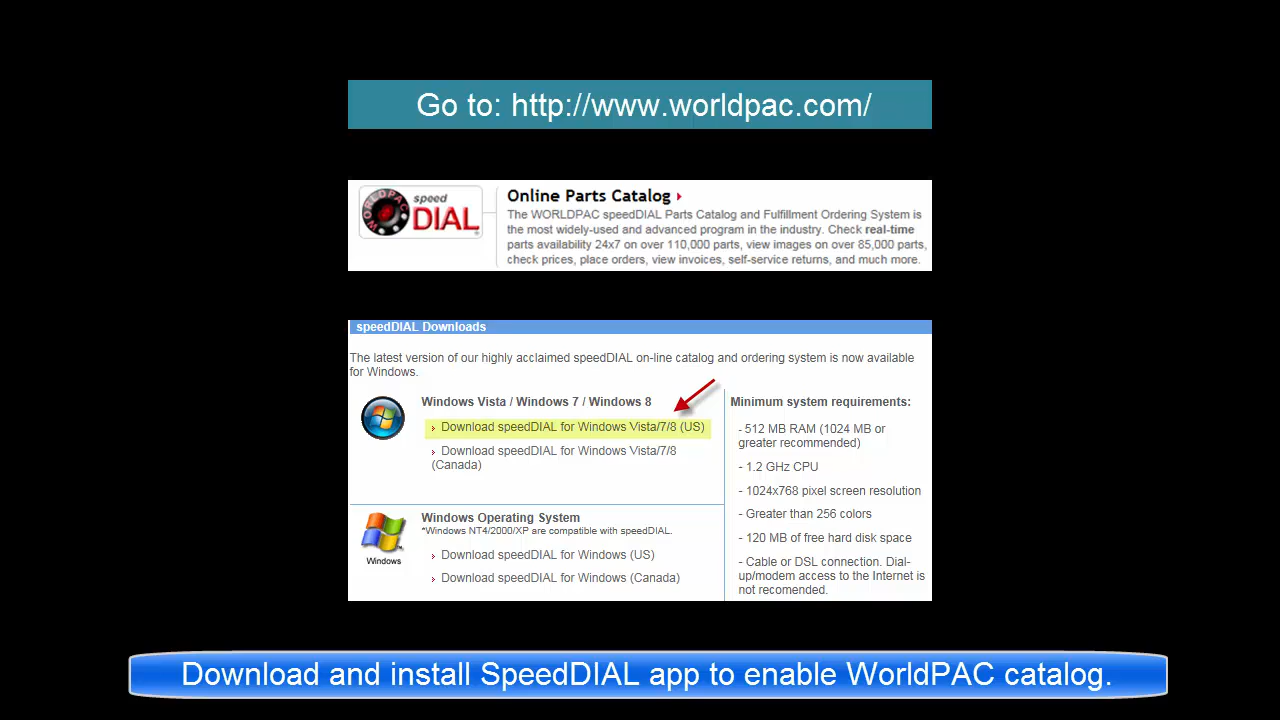 Go to: http://www.worldpac.com/
WORLDPAC
speed
DIAL
Online Parts Catalog
The WORLDPAC speedDIAL Parts Catalog and Fulfillment Ordering System is
the most widely-used and advanced program in the industry. Check real-time
parts availability 24x7 on over 110,000 parts, view images on over 85,000 parts,
check prices, place orders, view invoices, self-service returns, and much more.
speedDIAL Downloads
The latest version of our highly acclaimed speedDIAL on-line catalog and ordering system is now available
for Windows.
Windows Vista / Windows 7 / Windows 8
Download speedDIAL for Windows Vista/7/8 (US)
Download speedDIAL for Windows Vista/7/8
(Canada)
Windows Operating System
*Windows NT4/2000/XP are compatible with speedDIAL.
Windows
Download speedDIAL for Windows (US)
Download speedDIAL for Windows (Canada)
Minimum system requirements:
- 512 MB RAM (1024 MB or
greater recommended)
- 1.2 GHz CPU
- 1024x768 pixel screen resolution
- Greater than 256 colors
- 120 MB of free hard disk space
- Cable or DSL connection. Dial-
up/modem access to the Internet is
not recomended.
Download and install SpeedDIAL app to enable WorldPAC catalog.